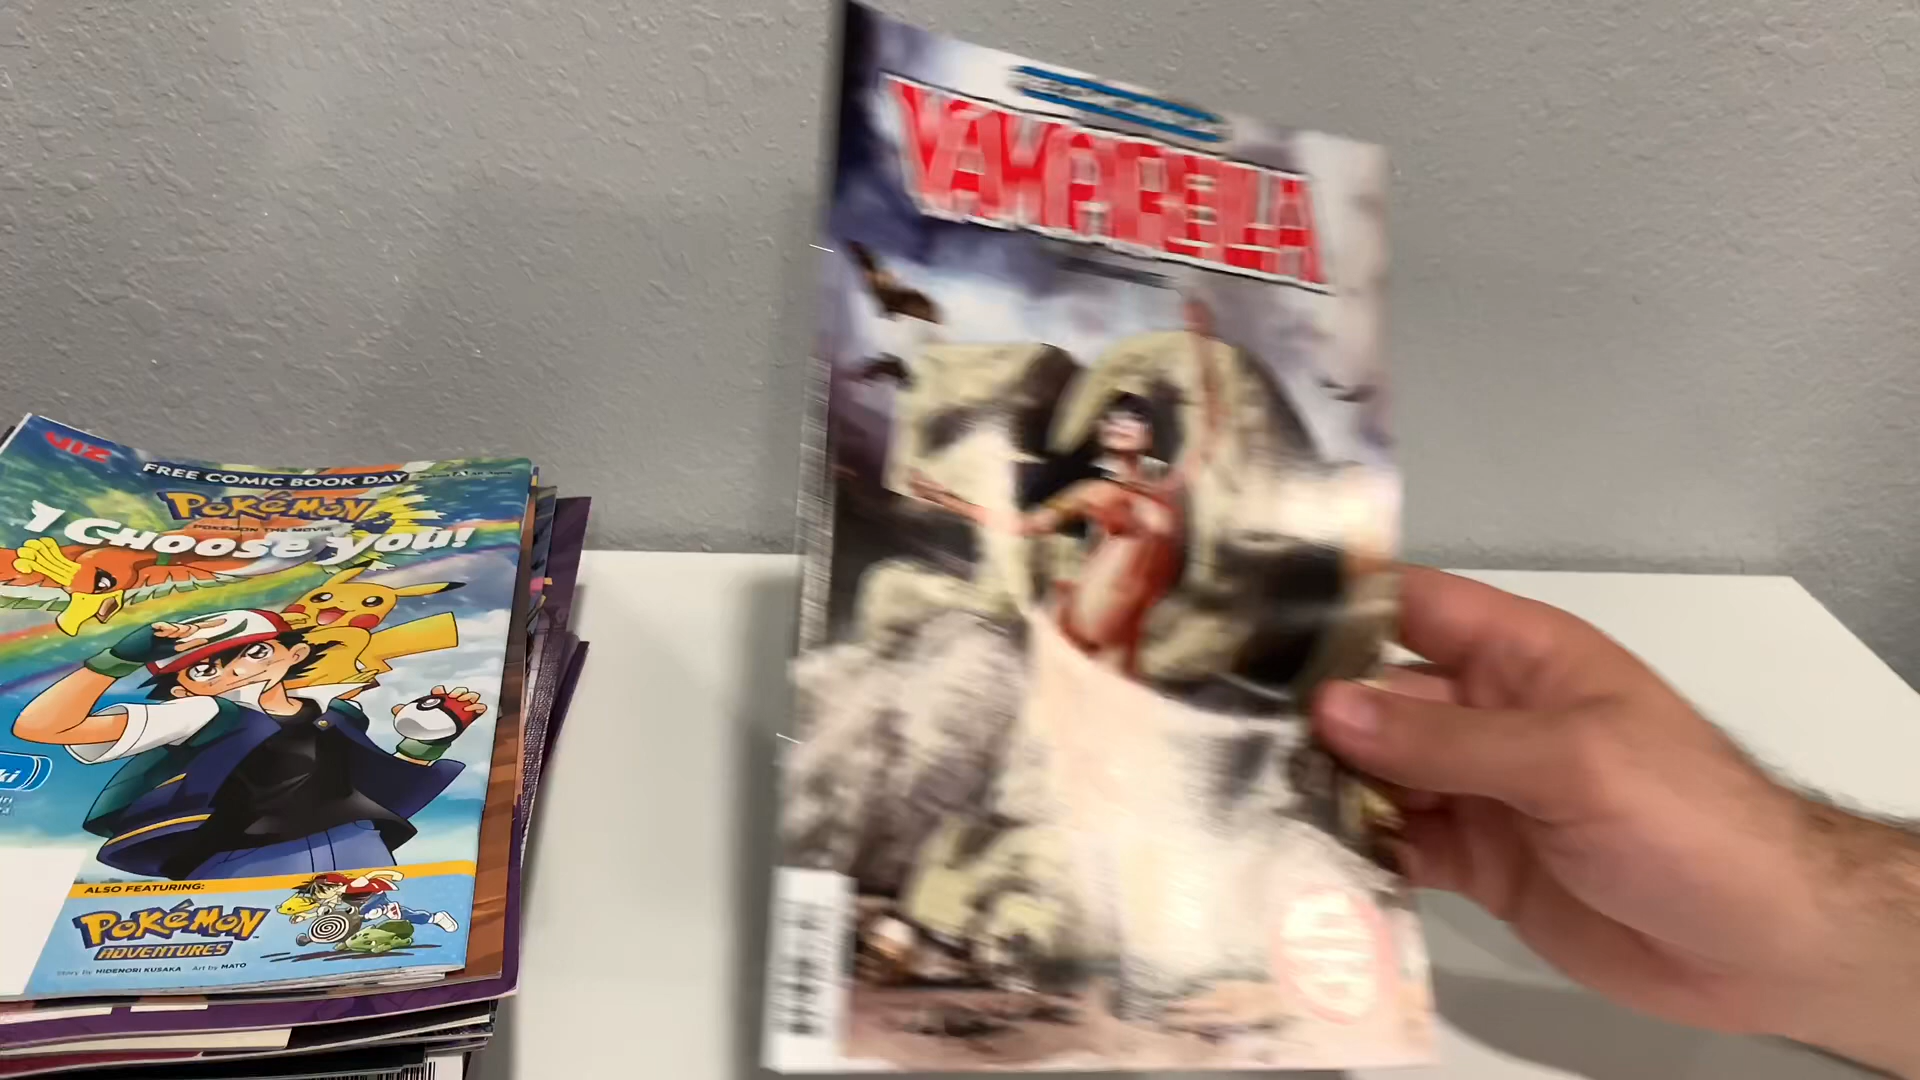 VIZ
FREE COMIC BOOK DAY
POKéMON
POKÉMON THE MOVIE
I CHOOSE YOU!
ki
ALSO FEATURING:
POKéMON
ADVENTURES
Story by HIDENORI KUSAKA Art by MATO
VAMPIRELLA